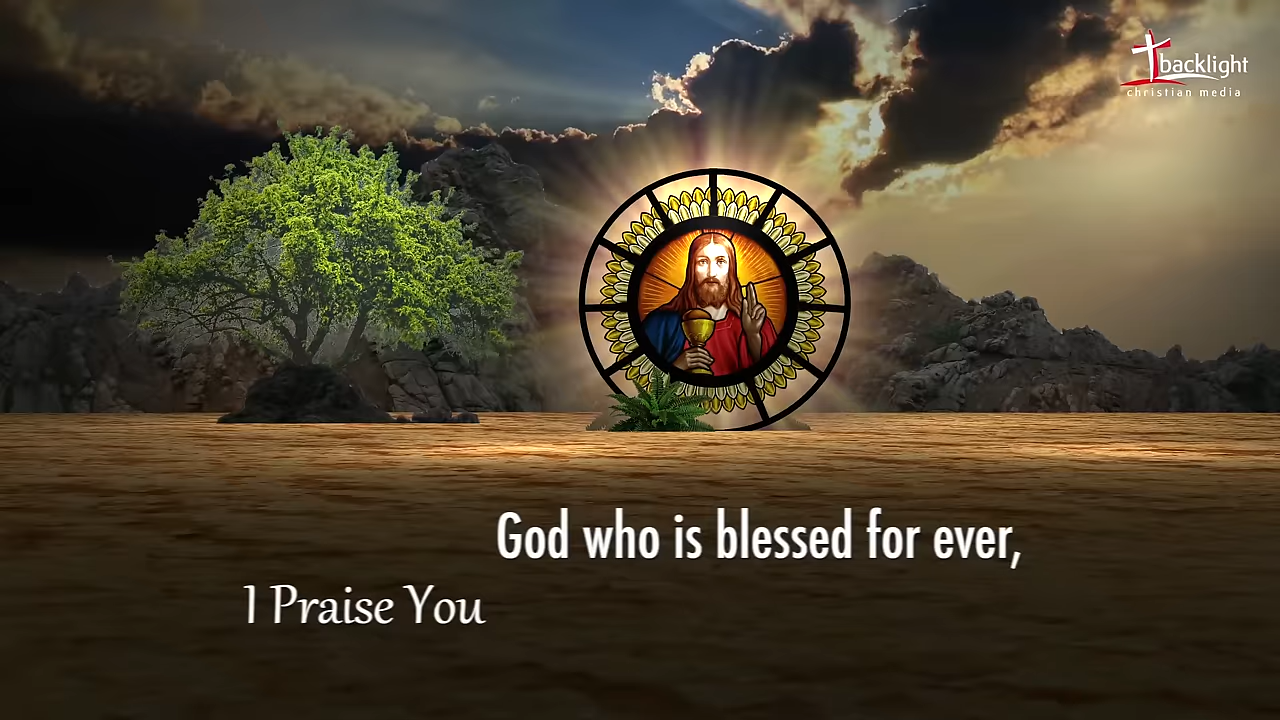 backlight
christian media
God who is blessed for ever,
I Praise You